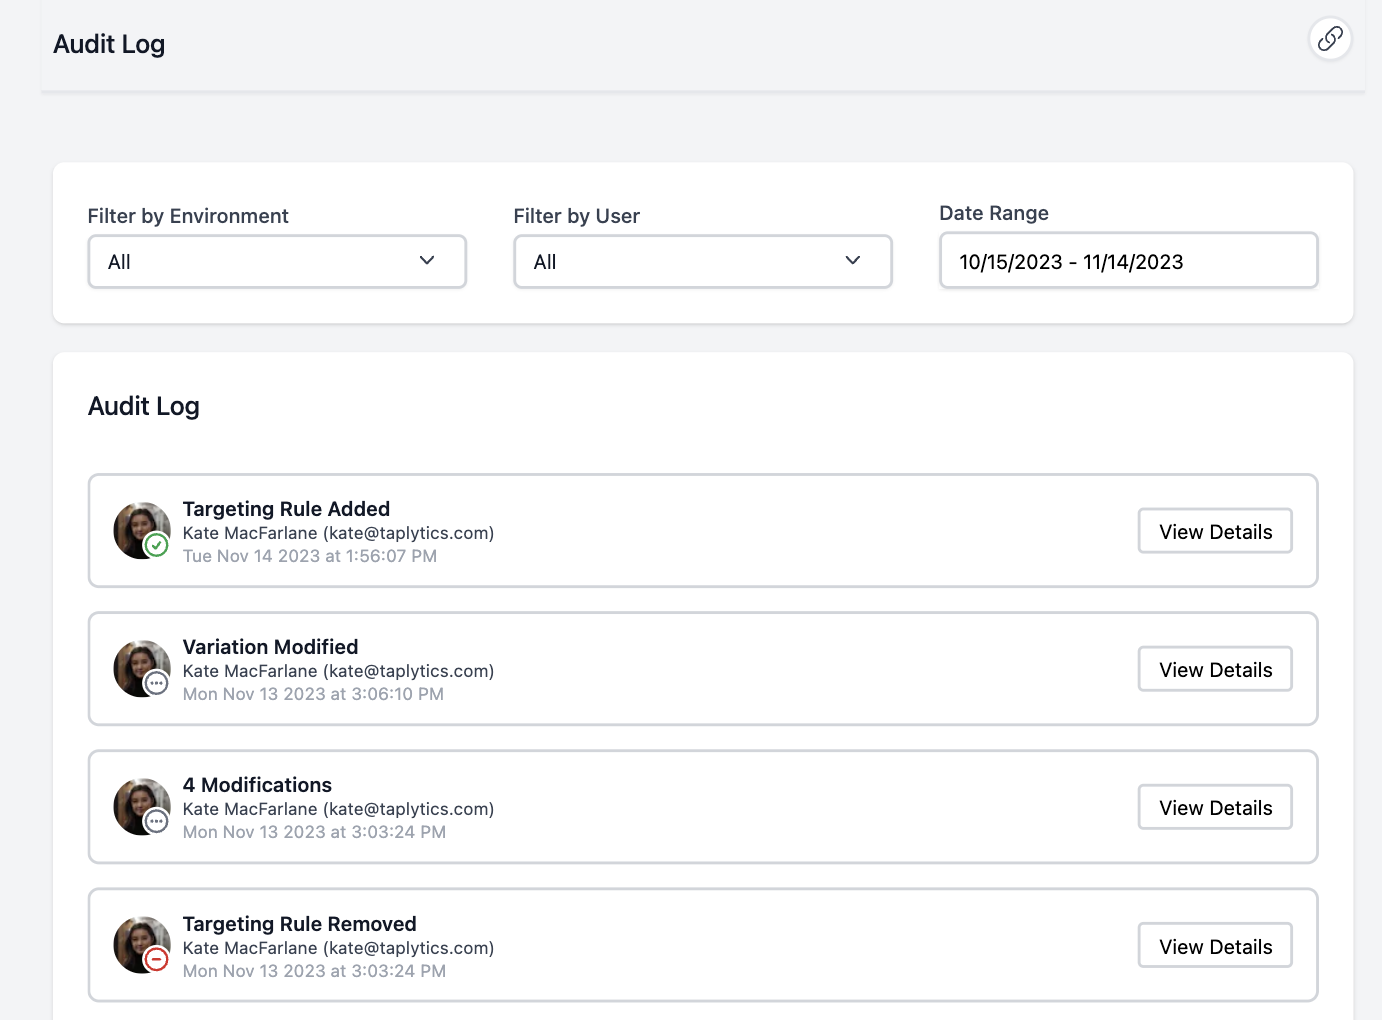 Audit Log
Filter by Environment
All
Filter by User
All
Date Range
10/15/2023 - 11/14/2023
Audit Log
Targeting Rule Added
Kate MacFarlane (kate@taplytics.com)
Tue Nov 14 2023 at 1:56:07 PM
View Details
Variation Modified
Kate MacFarlane (kate@taplytics.com)
Mon Nov 13 2023 at 3:06:10 PM
View Details
4 Modifications
Kate MacFarlane (kate@taplytics.com)
Mon Nov 13 2023 at 3:03:24 PM
View Details
Targeting Rule Removed
Kate MacFarlane (kate@taplytics.com)
Mon Nov 13 2023 at 3:03:24 PM
View Details